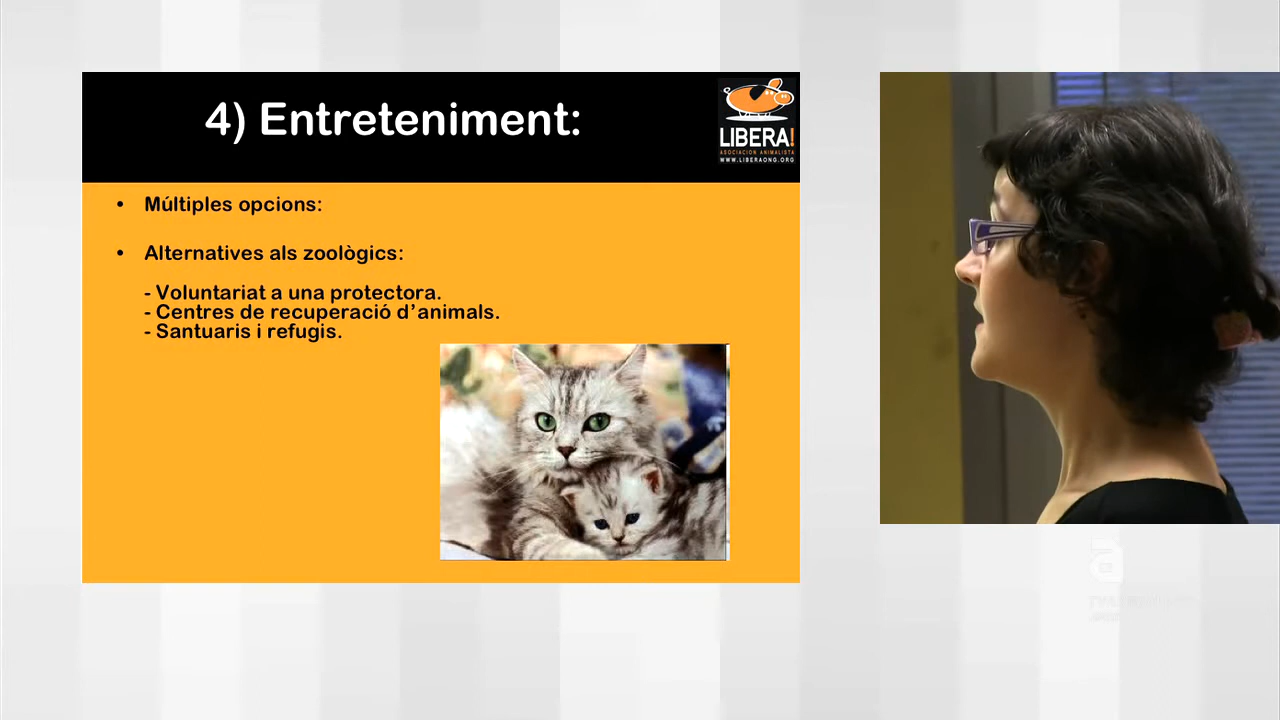 4) Entreteniment:
LIBERA!
ASOCIACION ANIMALISTA
WWW.LIBERAONG.ORG
• Múltiples opcions:
• Alternatives als zoològics:
- Voluntariat a una protectora.
- Centres de recuperació d’animals.
- Santuaris i refugis.
a